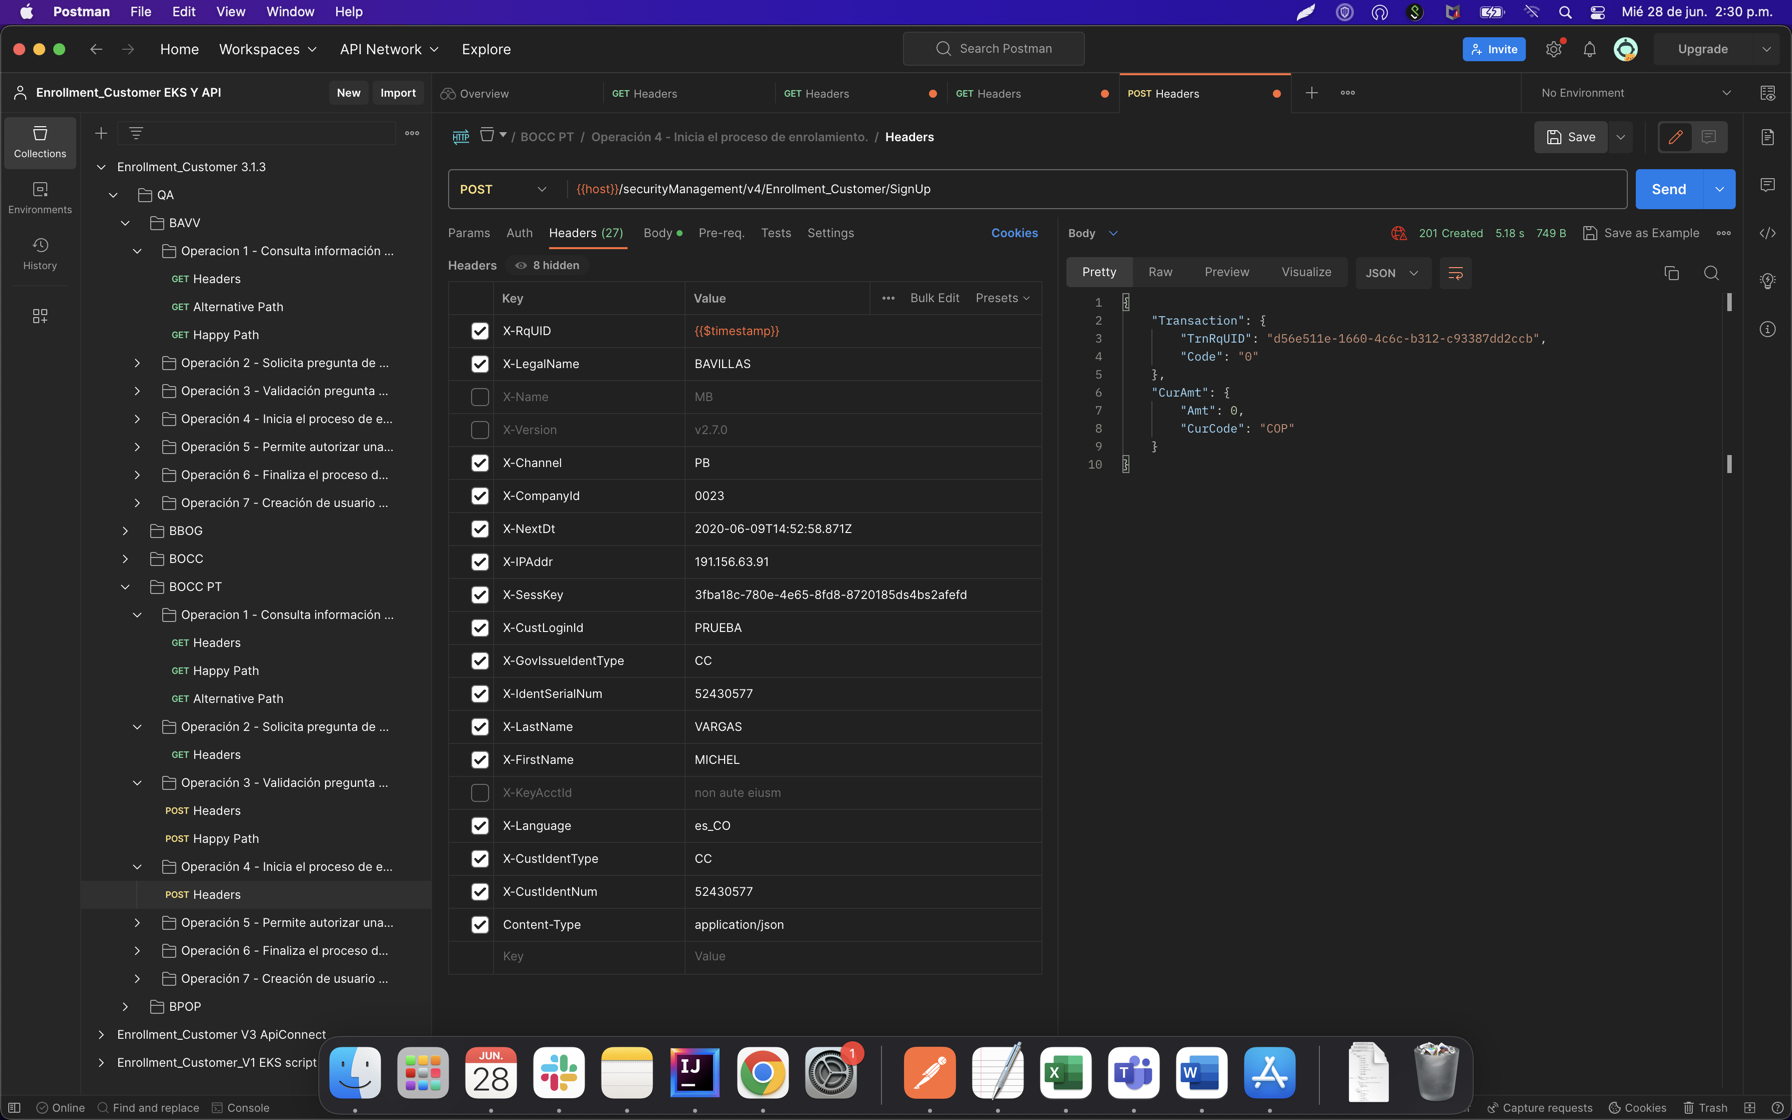 Postman File Edit View Window Help Mié 28 de jun. 2:30 p.m.
Home Workspaces API Network Explore Search Postman Invite Upgrade
Enrollment_Customer EKS Y API New Import Overview GET Headers GET Headers GET Headers POST Headers No Environment
Collections
Environments
History
Enrollment_Customer 3.1.3
QA
BAVV
Operacion 1 - Consulta información ...
GET Headers
GET Alternative Path
GET Happy Path
Operación 2 - Solicita pregunta de ...
Operación 3 - Validación pregunta ...
Operación 4 - Inicia el proceso de e...
Operación 5 - Permite autorizar una...
Operación 6 - Finaliza el proceso d...
Operación 7 - Creación de usuario ...
BBOG
BOCC
BOCC PT
Operacion 1 - Consulta información ...
GET Headers
GET Happy Path
GET Alternative Path
Operación 2 - Solicita pregunta de ...
GET Headers
Operación 3 - Validación pregunta ...
POST Headers
POST Happy Path
Operación 4 - Inicia el proceso de e...
POST Headers
Operación 5 - Permite autorizar una...
Operación 6 - Finaliza el proceso d...
Operación 7 - Creación de usuario ...
BPOP
Enrollment_Customer V3 ApiConnect
Enrollment_Customer_V1 EKS script
HTTP / BOCC PT / Operación 4 - Inicia el proceso de enrolamiento. / Headers Save
POST {{host}}/securityManagement/v4/Enrollment_Customer/SignUp Send
Params Auth Headers (27) Body Pre-req. Tests Settings Cookies
Headers 8 hidden
Key Value Bulk Edit Presets
X-RqUID {{$timestamp}}
X-LegalName BAVILLAS
X-Name MB
X-Version v2.7.0
X-Channel PB
X-CompanyId 0023
X-NextDt 2020-06-09T14:52:58.871Z
X-IPAddr 191.156.63.91
X-SessKey 3fba18c-780e-4e65-8fd8-8720185ds4bs2afefd
X-CustLoginId PRUEBA
X-GovIssueIdentType CC
X-IdentSerialNum 52430577
X-LastName VARGAS
X-FirstName MICHEL
X-KeyAcctId non aute eiusm
X-Language es_CO
X-CustIdentType CC
X-CustIdentNum 52430577
Content-Type application/json
Key Value
Body 201 Created 5.18 s 749 B Save as Example
Pretty Raw Preview Visualize JSON
1 {
2 "Transaction": {
3 "TrnRqUID": "d56e511e-1660-4c6c-b312-c93387dd2ccb",
4 "Code": "0"
5 },
6 "CurAmt": {
7 "Amt": 0,
8 "CurCode": "COP"
9 }
10 }
JUN.
28
IJ
1
X
T
W
Online Find and replace Console Capture requests Cookies Trash